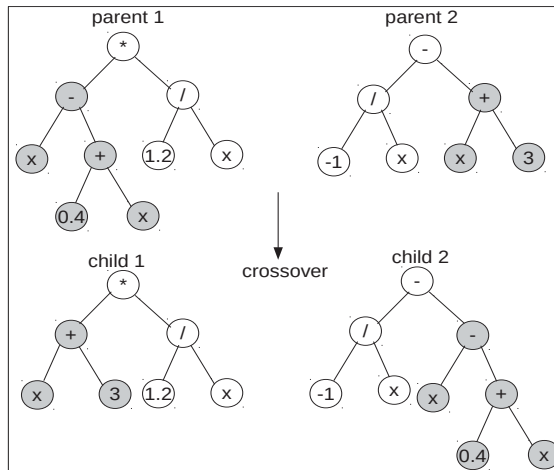 parent 1
parent 2
*
-
-
/
/
+
x
+
1.2
x
-1
x
x
3
0.4
x
crossover
child 1
child 2
*
-
+
/
/
-
x
3
1.2
x
-1
x
x
+
0.4
x